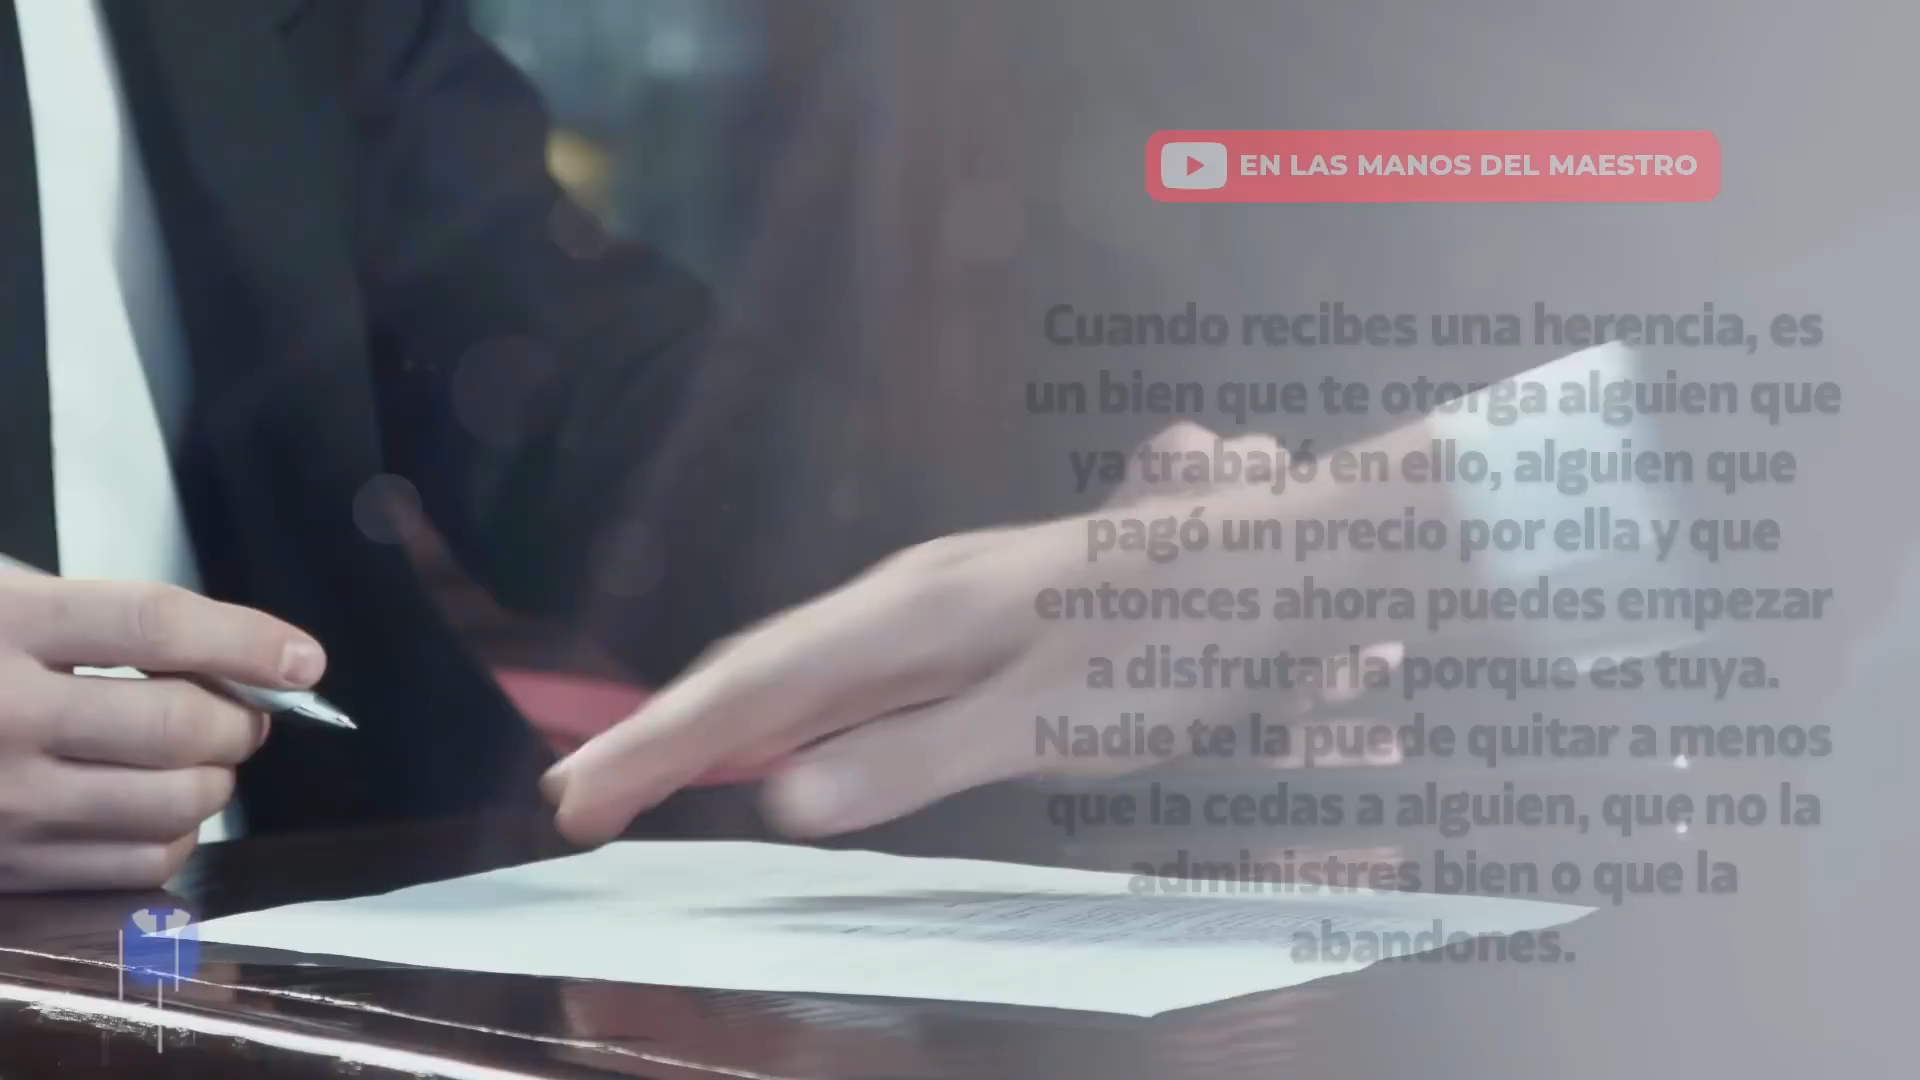 EN LAS MANOS DEL MAESTRO
Cuando recibes una herencia, es
un bien que te otorga alguien que
ya trabajó en ello, alguien que
pagó un precio por ella y que
entonces ahora puedes empezar
a disfrutarla porque es tuya.
Nadie te la puede quitar a menos
que la cedas a alguien, que no la
administres bien o que la
abandones.